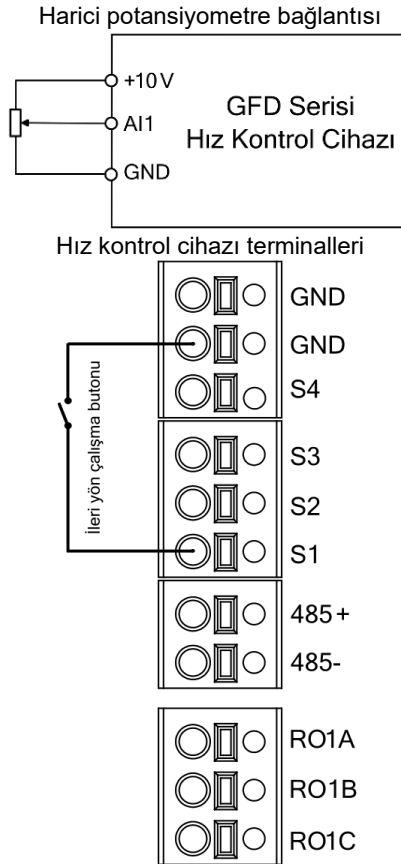 Harici potansiyometre bağlantısı
+10V
AI1
GND
GFD Serisi
Hız Kontrol Cihazı
Hız kontrol cihazı terminalleri
GND
GND
S4
İleri yön çalışma butonu
S3
S2
S1
485+
485-
RO1A
RO1B
RO1C